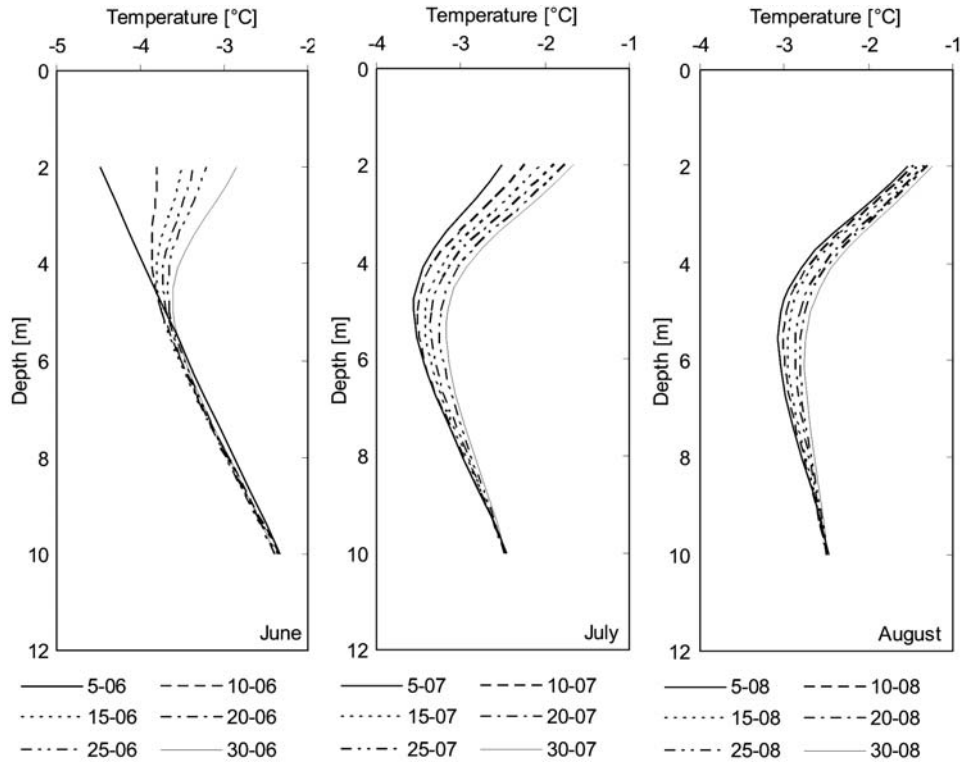 Temperature [°C]
-5 -4 -3 -2
0
2
4
6
8
10
12
Depth [m]
June
5-06 10-06
15-06 20-06
25-06 30-06
Temperature [°C]
-4 -3 -2 -1
0
2
4
6
8
10
12
Depth [m]
July
5-07 10-07
15-07 20-07
25-07 30-07
Temperature [°C]
-4 -3 -2 -1
0
2
4
6
8
10
12
Depth [m]
August
5-08 10-08
15-08 20-08
25-08 30-08